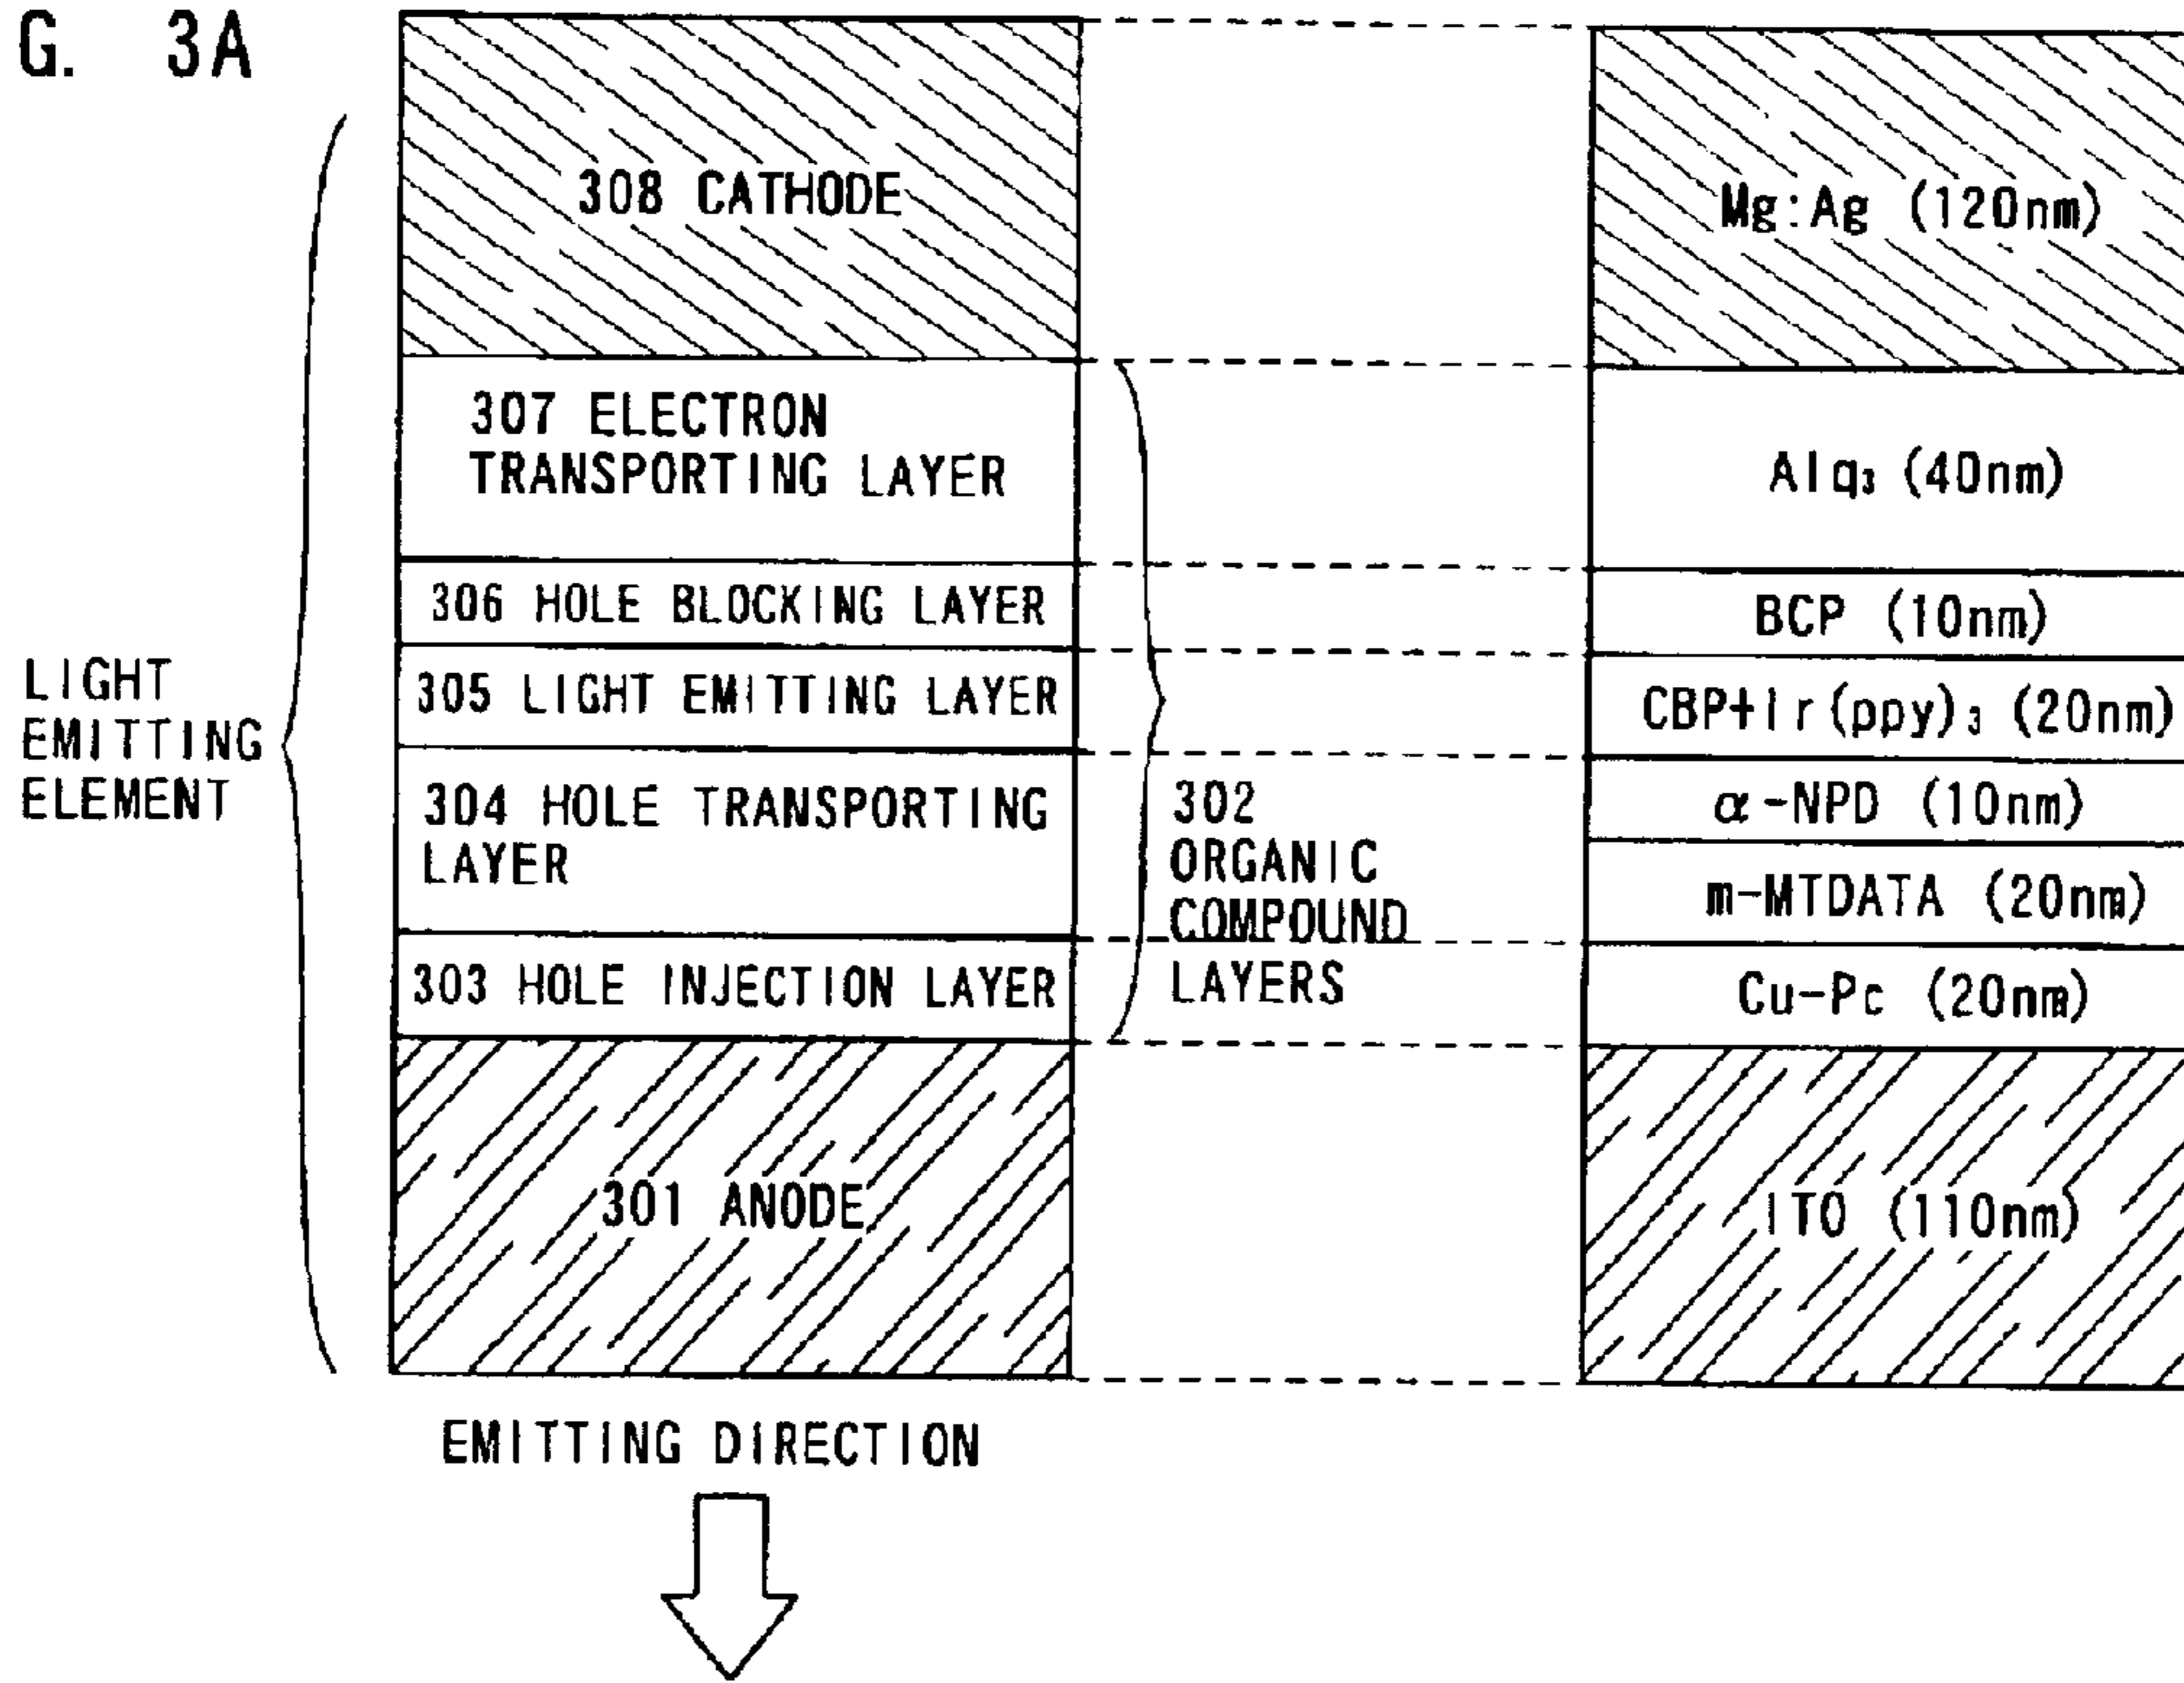 G. 3A
308 CATHODE
307 ELECTRON
TRANSPORTING LAYER
306 HOLE BLOCKING LAYER
305 LIGHT EMITTING LAYER
304 HOLE TRANSPORTING
LAYER
303 HOLE INJECTION LAYER
301 ANODE
LIGHT
EMITTING
ELEMENT
302
ORGANIC
COMPOUND
LAYERS
Mg:Ag (120nm)
Alq₃ (40nm)
BCP (10nm)
CBP+Ir(ppy)₃ (20nm)
α-NPD (10nm)
m-MTDATA (20nm)
Cu-Pc (20nm)
ITO (110nm)
EMITTING DIRECTION